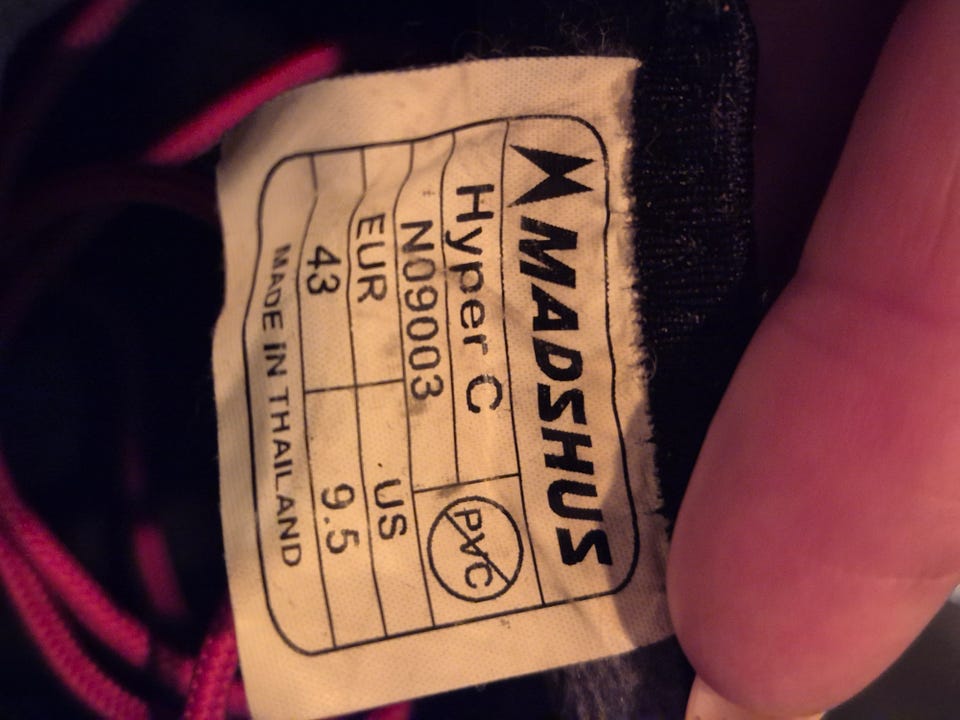 MADSHUS
Hyper C
N09003
PVC
EUR US
43 9.5
MADE IN THAILAND